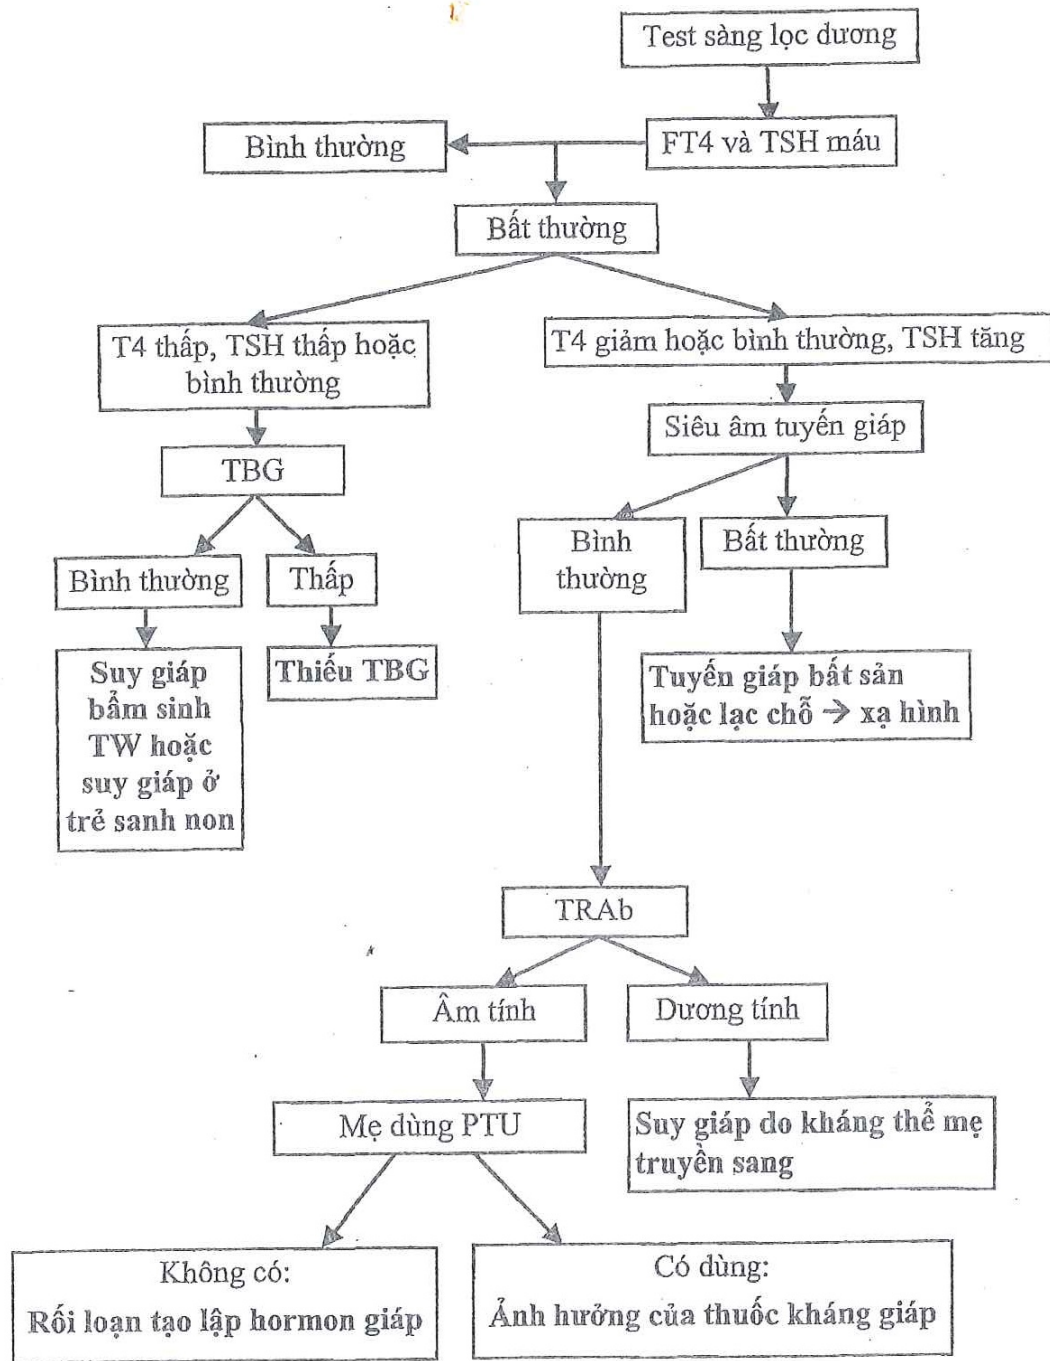 Test sàng lọc dương
FT4 và TSH máu
Bình thường
Bất thường
T4 thấp, TSH thấp hoặc
bình thường
T4 giảm hoặc bình thường, TSH tăng
TBG
Siêu âm tuyến giáp
Bình thường
Thấp
Bình
thường
Bất thường
Suy giáp
bẩm sinh
TW hoặc
suy giáp ở
trẻ sanh non
Thiếu TBG
Tuyến giáp bất sản
hoặc lạc chỗ → xạ hình
TRAb
Âm tính
Dương tính
Mẹ dùng PTU
Suy giáp do kháng thể mẹ
truyền sang
Không có:
Rối loạn tạo lập hormon giáp
Có dùng:
Ảnh hưởng của thuốc kháng giáp